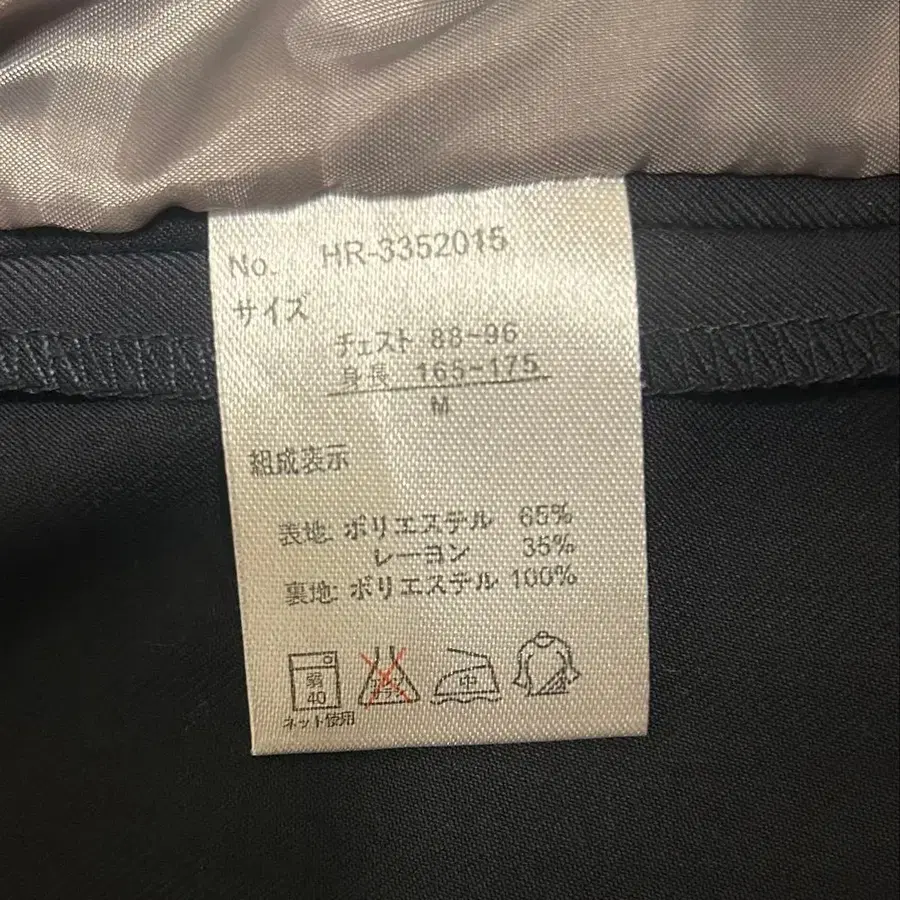 No. HR-3352015
サイズ
チェスト 88-96
身長 165-175
M
組成表示
表地: ポリエステル 65%
レーヨン 35%
裏地: ポリエステル 100%
弱
40
中
ネット使用